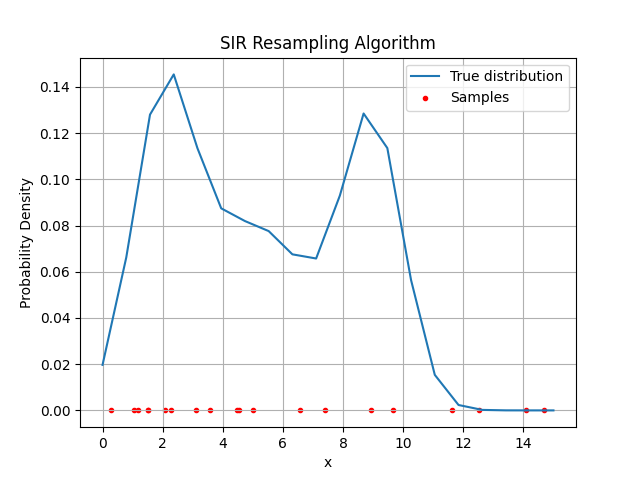 SIR Resampling Algorithm
True distribution
Samples
Probability Density
0.14
0.12
0.10
0.08
0.06
0.04
0.02
0.00
0 2 4 6 8 10 12 14
x